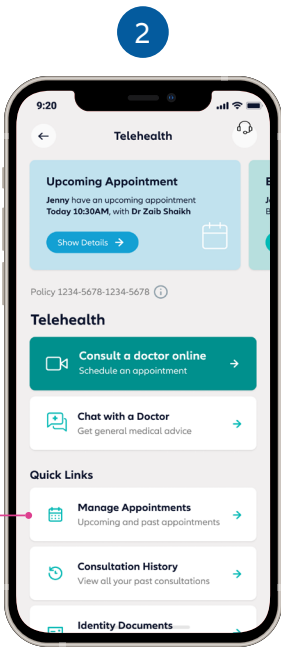 2
9:20
Telehealth
Upcoming Appointment
Jenny have an upcoming appointment
Today 10:30AM, with Dr Zaib Shaikh
Show Details
Policy 1234-5678-1234-5678
Telehealth
Consult a doctor online
Schedule an appointment
Chat with a Doctor
Get general medical advice
Quick Links
Manage Appointments
Upcoming and past appointments
Consultation History
View all your past consultations
Identity Documents